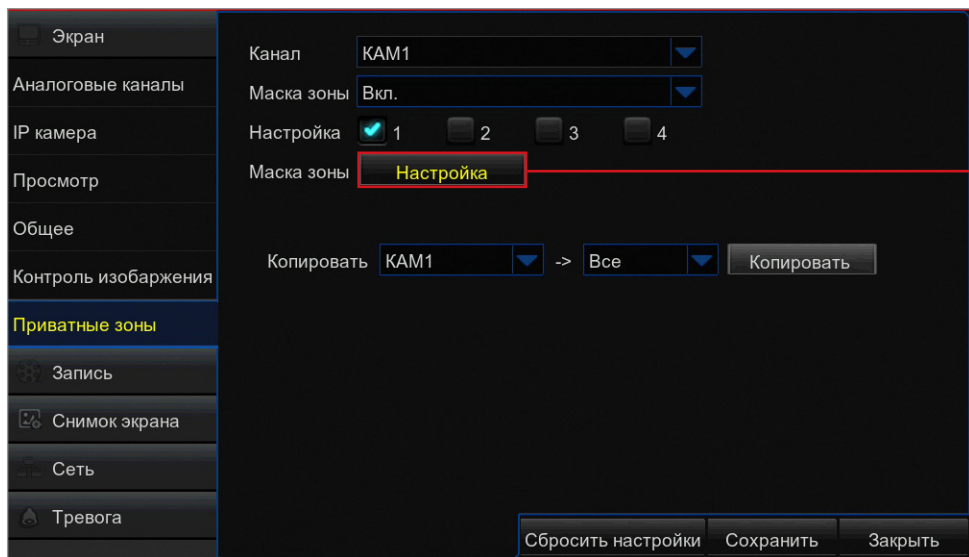 Экран
Аналоговые каналы
IP камера
Просмотр
Общее
Контроль изобаржения
Приватные зоны
Запись
Снимок экрана
Сеть
Тревога
Канал КАМ1
Маска зоны Вкл.
Настройка 1 2 3 4
Маска зоны Настройка
Копировать КАМ1 -> Все Копировать
Сбросить настройки Сохранить Закрыть